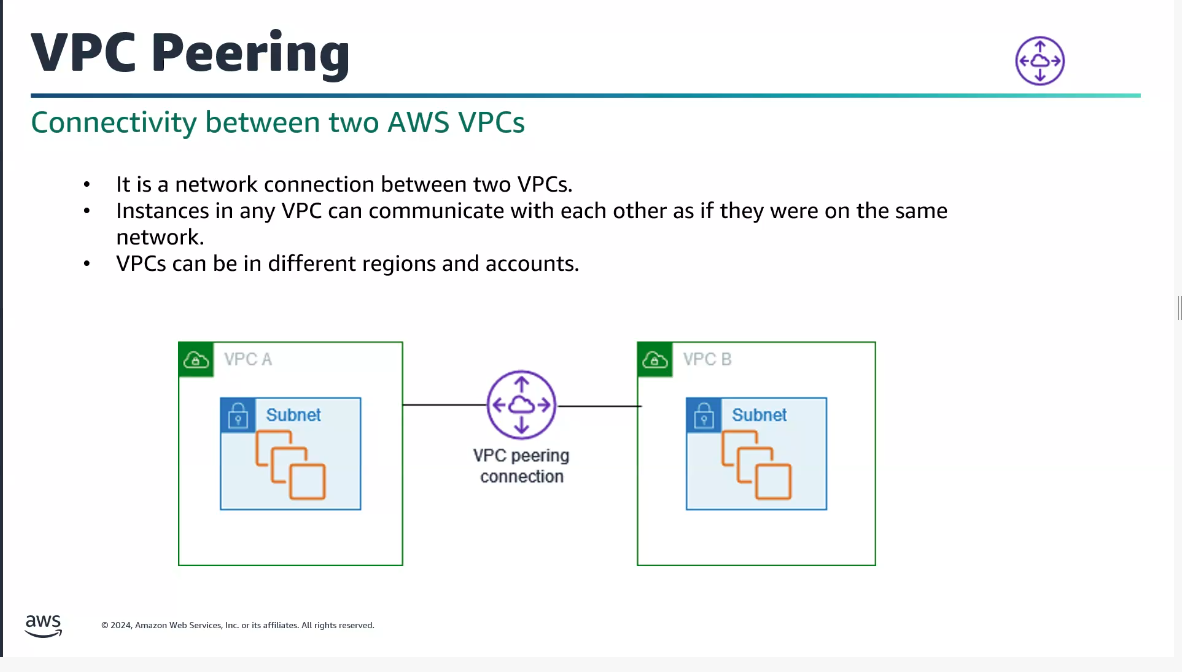 VPC Peering
Connectivity between two AWS VPCs
• It is a network connection between two VPCs.
• Instances in any VPC can communicate with each other as if they were on the same
network.
• VPCs can be in different regions and accounts.
VPC A
Subnet
VPC peering
connection
VPC B
Subnet
aws
© 2024, Amazon Web Services, Inc. or its affiliates. All rights reserved.